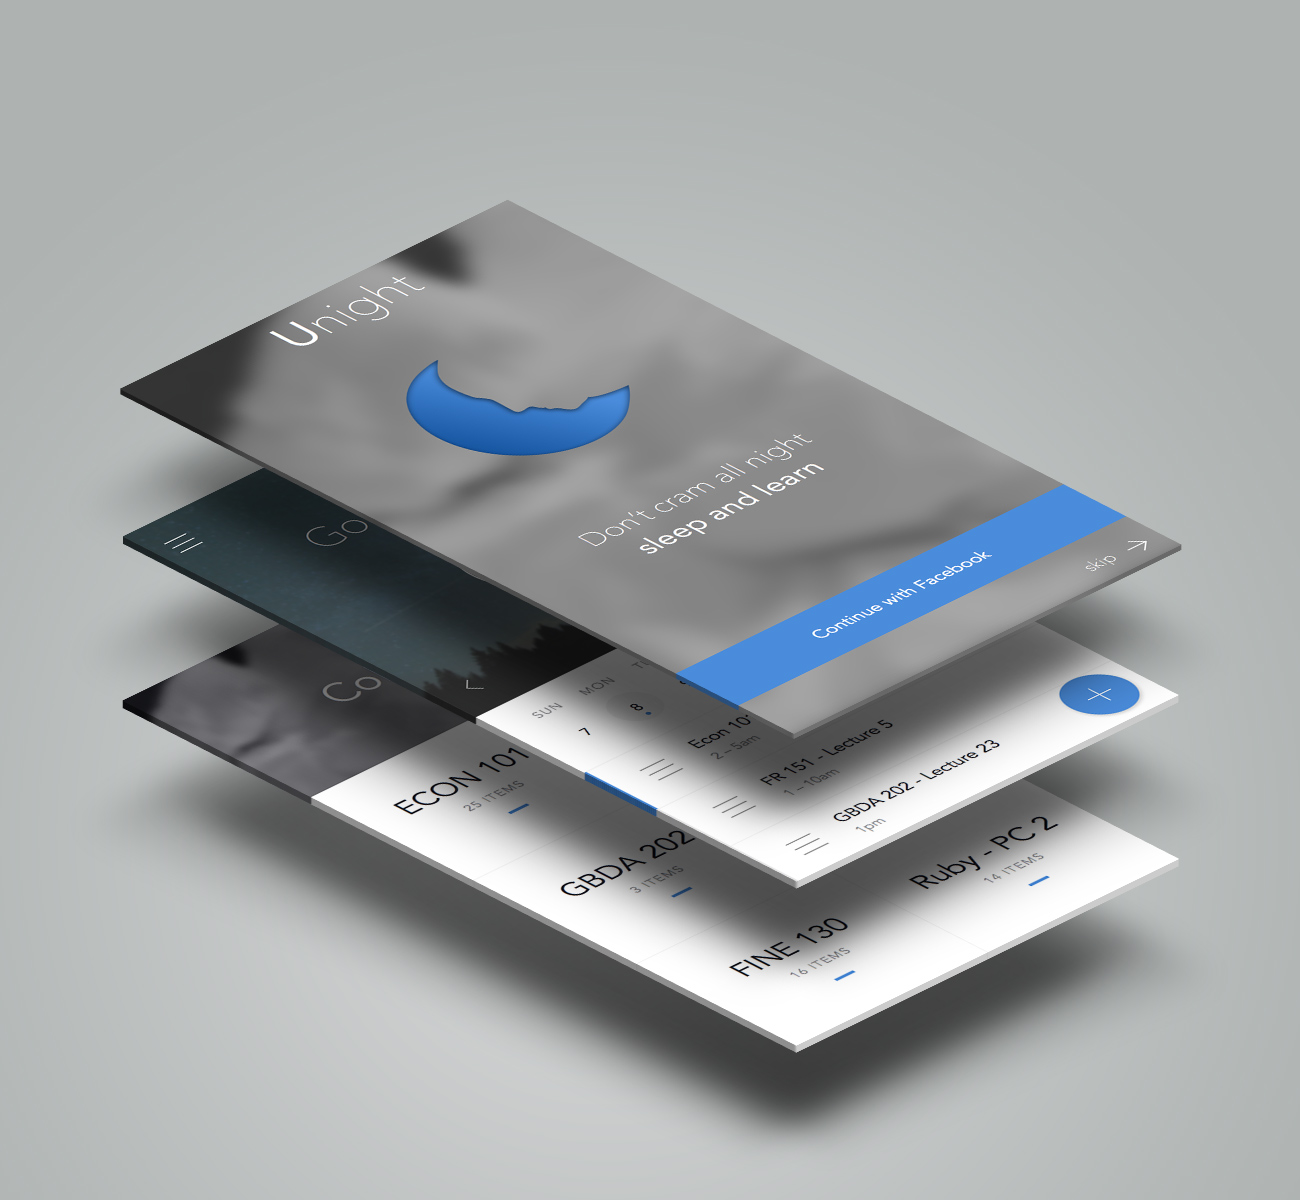 Unight
Don't cram all night
sleep and learn
Continue with Facebook
skip
Go
SUN MON
7 8
Econ 10
2 - 5am
FR 151 - Lecture 5
1 - 10am
GBDA 202 - Lecture 23
1pm
Co
ECON 101
25 ITEMS
GBDA 202
3 ITEMS
Ruby - PC 2
14 ITEMS
FINE 130
16 ITEMS